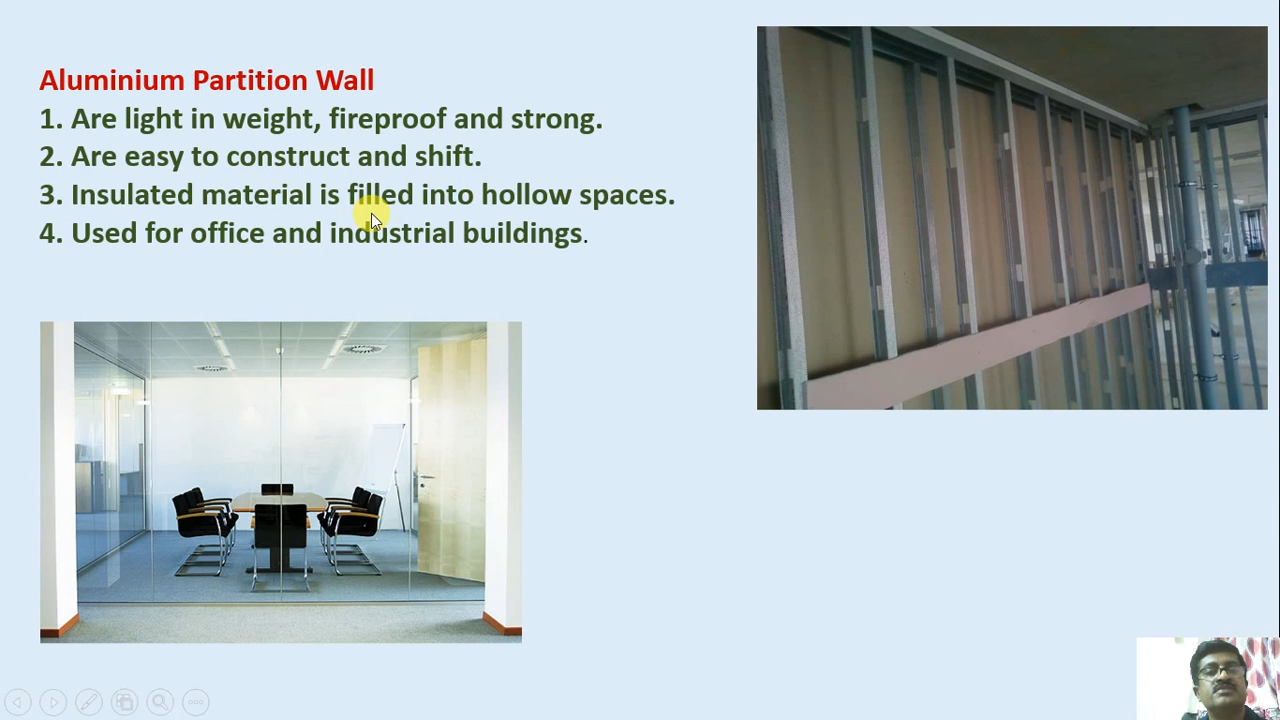 Aluminium Partition Wall
1. Are light in weight, fireproof and strong.
2. Are easy to construct and shift.
3. Insulated material is filled into hollow spaces.
4. Used for office and industrial buildings.